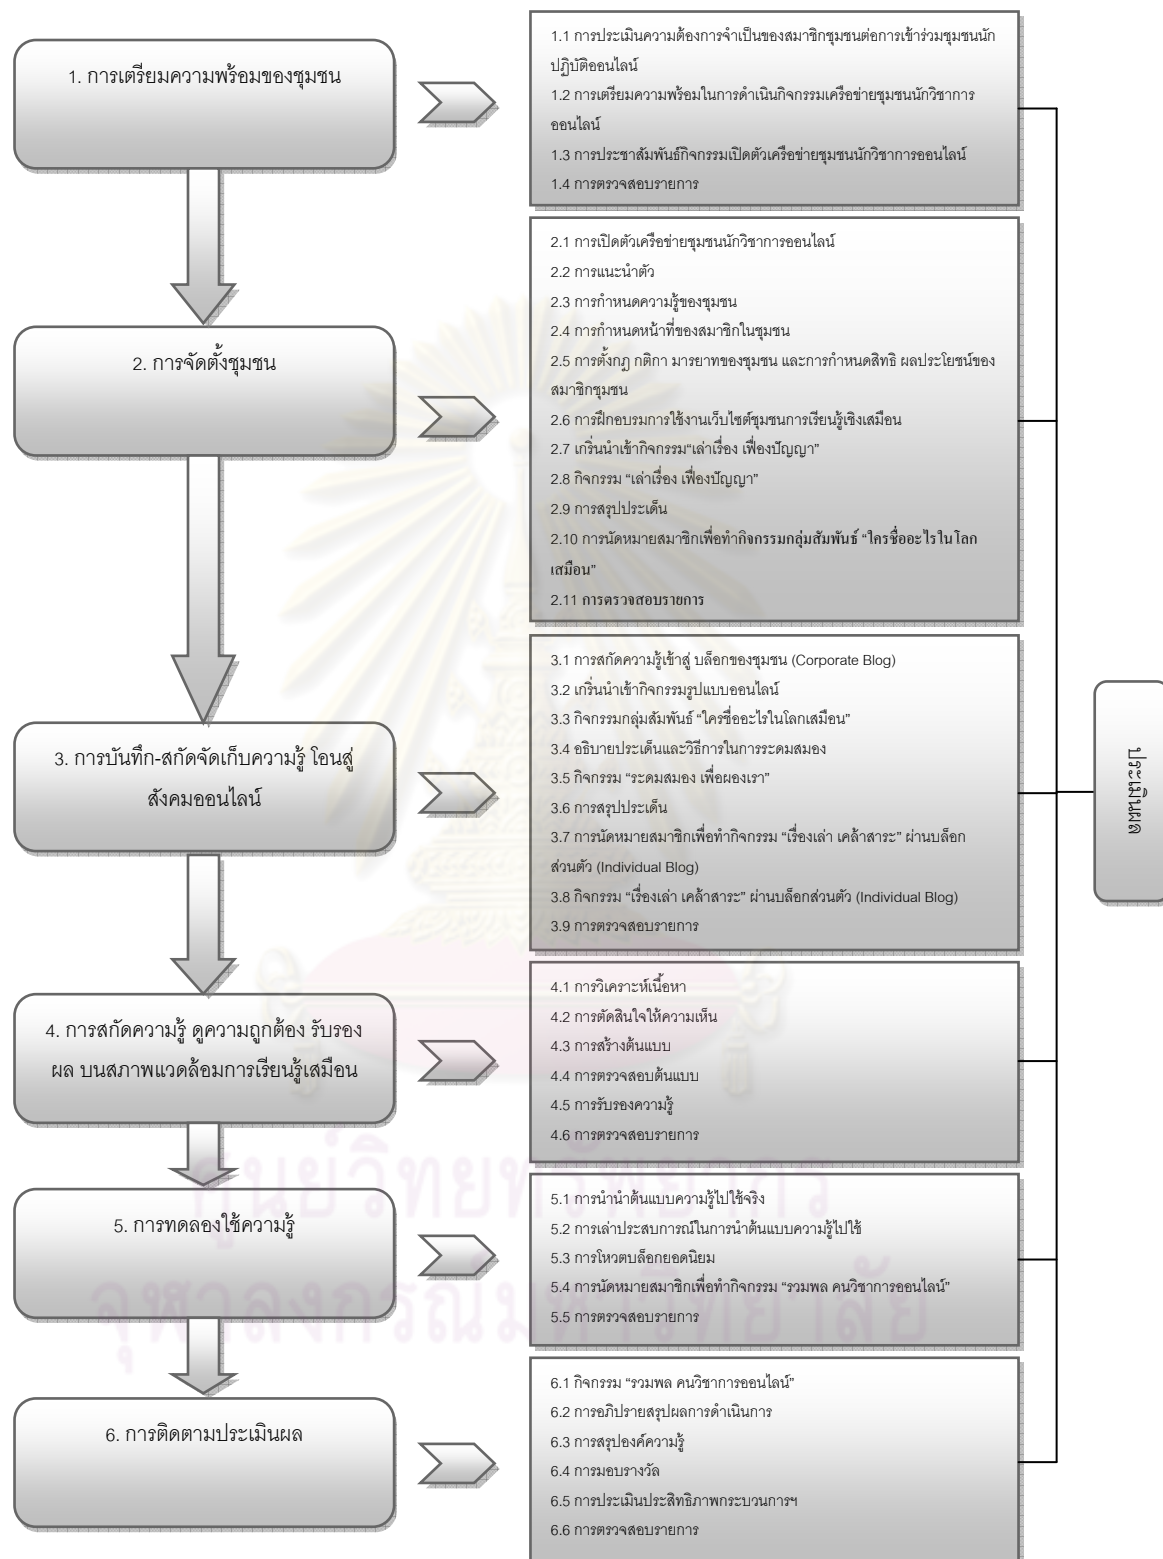 1. การเตรียมความพร้อมของชุมชน
1.1 การประเมินความต้องการจำเป็นของสมาชิกชุมชนต่อการเข้าร่วมชุมชนนัก
ปฏิบัติออนไลน์
1.2 การเตรียมความพร้อมในการดำเนินกิจกรรมเครือข่ายชุมชนนักวิชาการ
ออนไลน์
1.3 การประชาสัมพันธ์กิจกรรมเปิดตัวเครือข่ายชุมชนนักวิชาการออนไลน์
1.4 การตรวจสอบรายการ
2. การจัดตั้งชุมชน
2.1 การเปิดตัวเครือข่ายชุมชนนักวิชาการออนไลน์
2.2 การแนะนำตัว
2.3 การกำหนดความรู้ของชุมชน
2.4 การกำหนดหน้าที่ของสมาชิกในชุมชน
2.5 การตั้งกฎ กติกา มารยาทของชุมชน และการกำหนดสิทธิ ผลประโยชน์ของ
สมาชิกชุมชน
2.6 การฝึกอบรมการใช้งานเว็บไซต์ชุมชนการเรียนรู้เชิงเสมือน
2.7 เกริ่นนำเข้ากิจกรรม“เล่าเรื่อง เฟื่องปัญญา”
2.8 กิจกรรม “เล่าเรื่อง เฟื่องปัญญา”
2.9 การสรุปประเด็น
2.10 การนัดหมายสมาชิกเพื่อทำกิจกรรมกลุ่มสัมพันธ์ “ใครชื่ออะไรในโลก
เสมือน”
2.11 การตรวจสอบรายการ
3. การบันทึก-สกัดจัดเก็บความรู้ โอนสู่
สังคมออนไลน์
3.1 การสกัดความรู้เข้าสู่ บล็อกของชุมชน (Corporate Blog)
3.2 เกริ่นนำเข้ากิจกรรมรูปแบบออนไลน์
3.3 กิจกรรมกลุ่มสัมพันธ์ “ใครชื่ออะไรในโลกเสมือน”
3.4 อธิบายประเด็นและวิธีการในการระดมสมอง
3.5 กิจกรรม “ระดมสมอง เพื่อผองเรา”
3.6 การสรุปประเด็น
3.7 การนัดหมายสมาชิกเพื่อทำกิจกรรม “เรื่องเล่า เคล้าสาระ” ผ่านบล็อก
ส่วนตัว (Individual Blog)
3.8 กิจกรรม “เรื่องเล่า เคล้าสาระ” ผ่านบล็อกส่วนตัว (Individual Blog)
3.9 การตรวจสอบรายการ
4. การสกัดความรู้ ดูความถูกต้อง รับรอง
ผล บนสภาพแวดล้อมการเรียนรู้เสมือน
4.1 การวิเคราะห์เนื้อหา
4.2 การตัดสินใจให้ความเห็น
4.3 การสร้างต้นแบบ
4.4 การตรวจสอบต้นแบบ
4.5 การรับรองความรู้
4.6 การตรวจสอบรายการ
5. การทดลองใช้ความรู้
5.1 การนำนำต้นแบบความรู้ไปใช้จริง
5.2 การเล่าประสบการณ์ในการนำต้นแบบความรู้ไปใช้
5.3 การโหวตบล็อกยอดนิยม
5.4 การนัดหมายสมาชิกเพื่อทำกิจกรรม “รวมพล คนวิชาการออนไลน์”
5.5 การตรวจสอบรายการ
6. การติดตามประเมินผล
6.1 กิจกรรม “รวมพล คนวิชาการออนไลน์”
6.2 การอภิปรายสรุปผลการดำเนินการ
6.3 การสรุปองค์ความรู้
6.4 การมอบรางวัล
6.5 การประเมินประสิทธิภาพกระบวนการฯ
6.6 การตรวจสอบรายการ
ประเมินผล
ศูนย์วิทยทรัพยากร
จุฬาลงกรณ์มหาวิทยาลัย